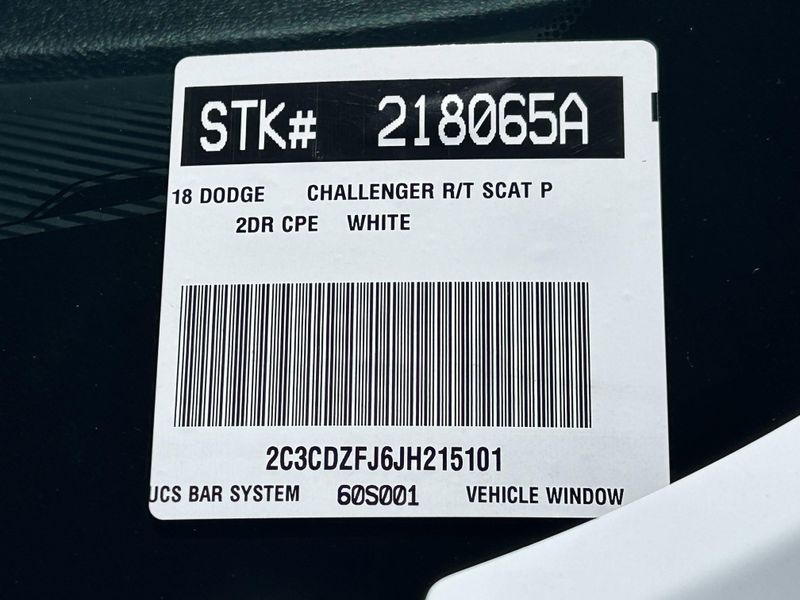 STK# 218065A
18 DODGE CHALLENGER R/T SCAT P
2DR CPE WHITE
2C3CDZFJ6JH215101
UCS BAR SYSTEM 60S001 VEHICLE WINDOW